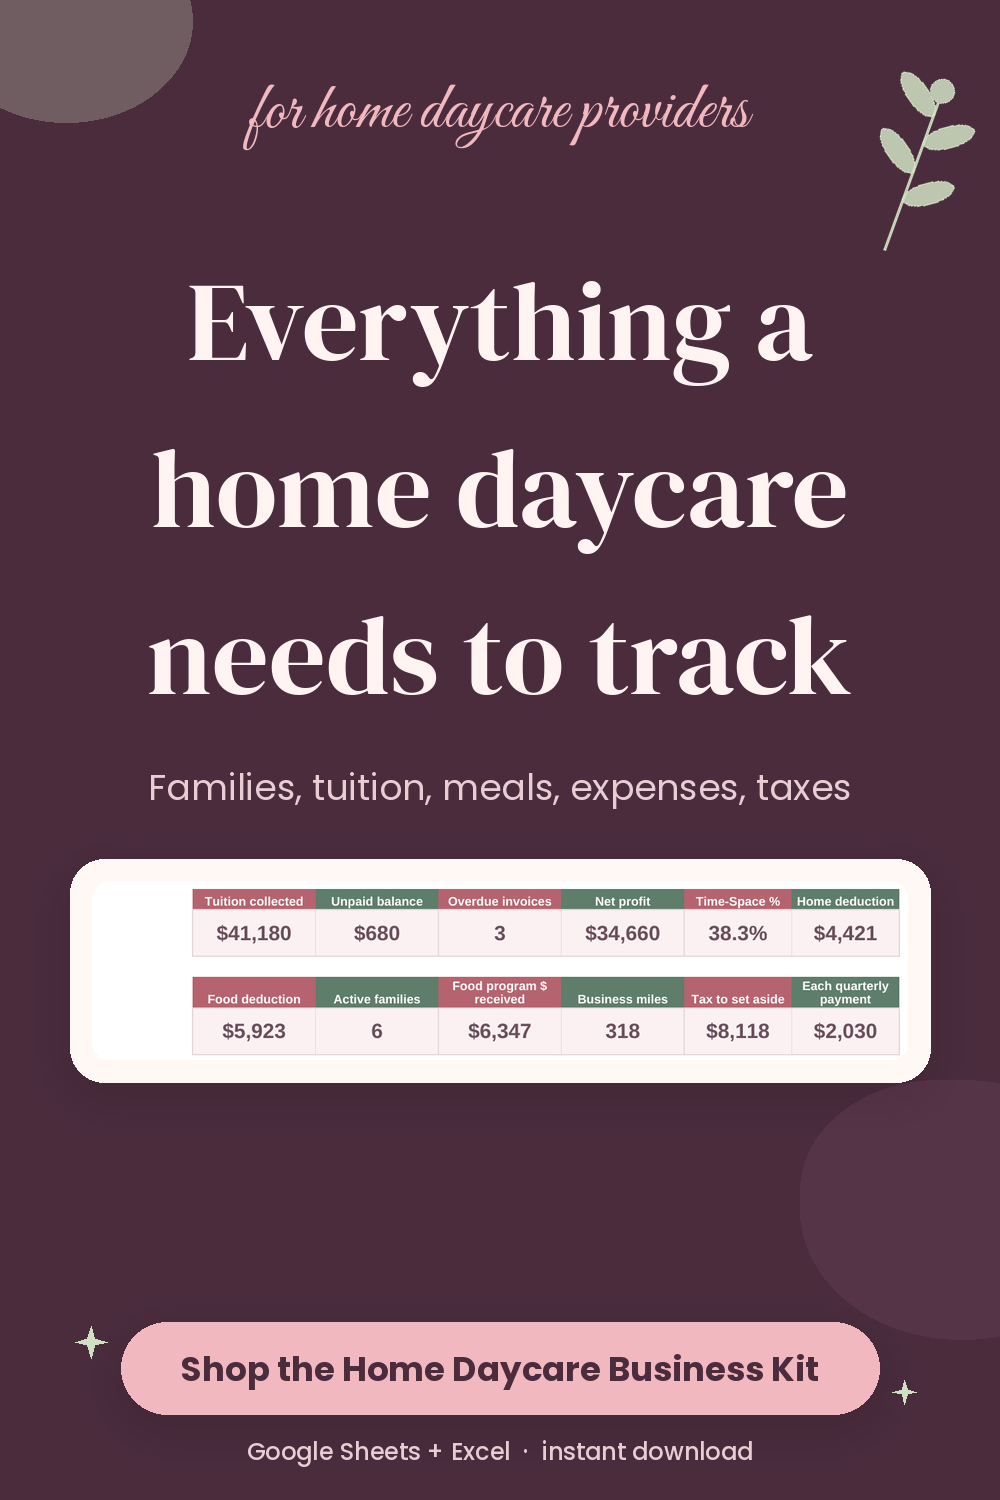 for home daycare providers
Everything a
home daycare
needs to track
Families, tuition, meals, expenses, taxes
Tuition collected Unpaid balance Overdue invoices Net profit Time-Space % Home deduction
$41,180 $680 3 $34,660 38.3% $4,421
Food deduction Active families Food program $ received Business miles Tax to set aside Each quarterly payment
$5,923 6 $6,347 318 $8,118 $2,030
Shop the Home Daycare Business Kit
Google Sheets + Excel · instant download